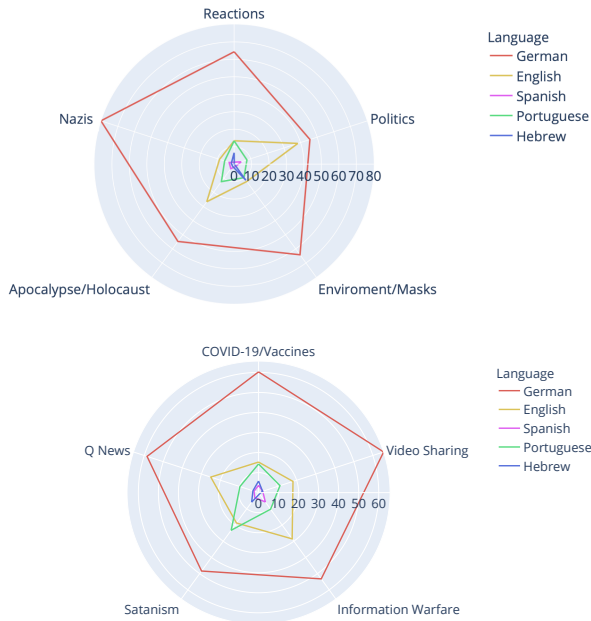 Reactions
Language
German
English
Spanish
Portuguese
Hebrew
Nazis
Politics
0 10 20 30 40 50 60 70 80
Apocalypse/Holocaust
Enviroment/Masks
COVID-19/Vaccines
Language
German
English
Spanish
Portuguese
Hebrew
Q News
Video Sharing
0 10 20 30 40 50 60
Satanism
Information Warfare